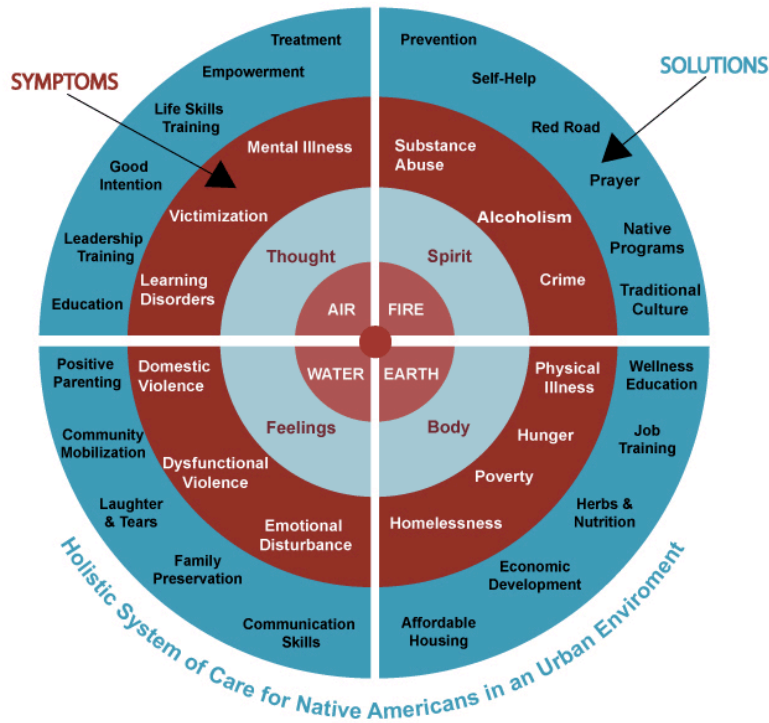 SYMPTOMS
SOLUTIONS
Treatment
Empowerment
Life Skills
Training
Good
Intention
Leadership
Training
Education
Mental Illness
Victimization
Learning
Disorders
Thought
AIR
Prevention
Self-Help
Red Road
Prayer
Native
Programs
Traditional
Culture
Substance
Abuse
Alcoholism
Crime
Spirit
FIRE
Positive
Parenting
Community
Mobilization
Laughter
& Tears
Family
Preservation
Communication
Skills
Domestic
Violence
Dysfunctional
Violence
Emotional
Disturbance
Feelings
WATER
EARTH
Body
Physical
Illness
Hunger
Poverty
Homelessness
Wellness
Education
Job
Training
Herbs &
Nutrition
Economic
Development
Affordable
Housing
Holistic System of Care for Native Americans in an Urban Enviroment